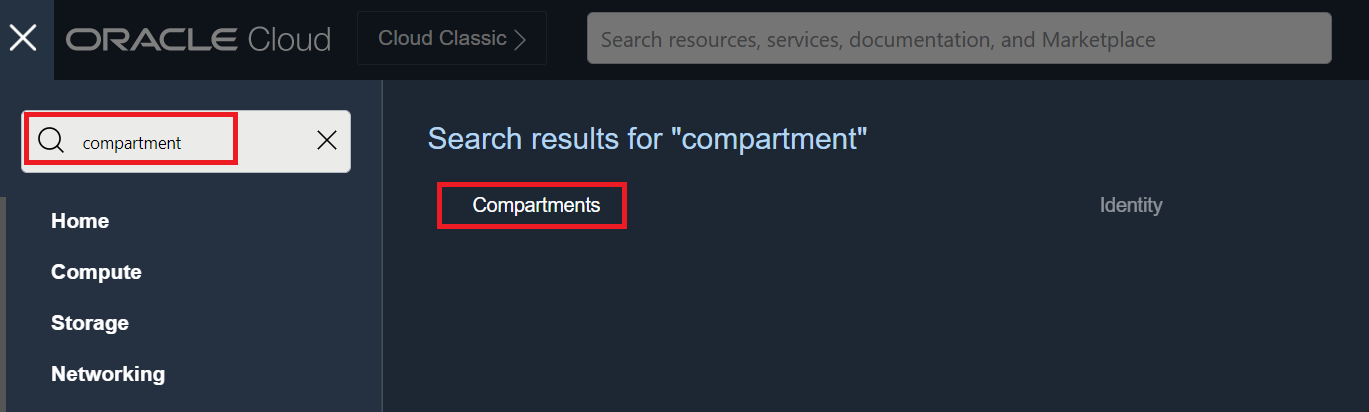 ORACLE Cloud
Cloud Classic
Search resources, services, documentation, and Marketplace
compartment
Search results for "compartment"
Compartments
Identity
Home
Compute
Storage
Networking